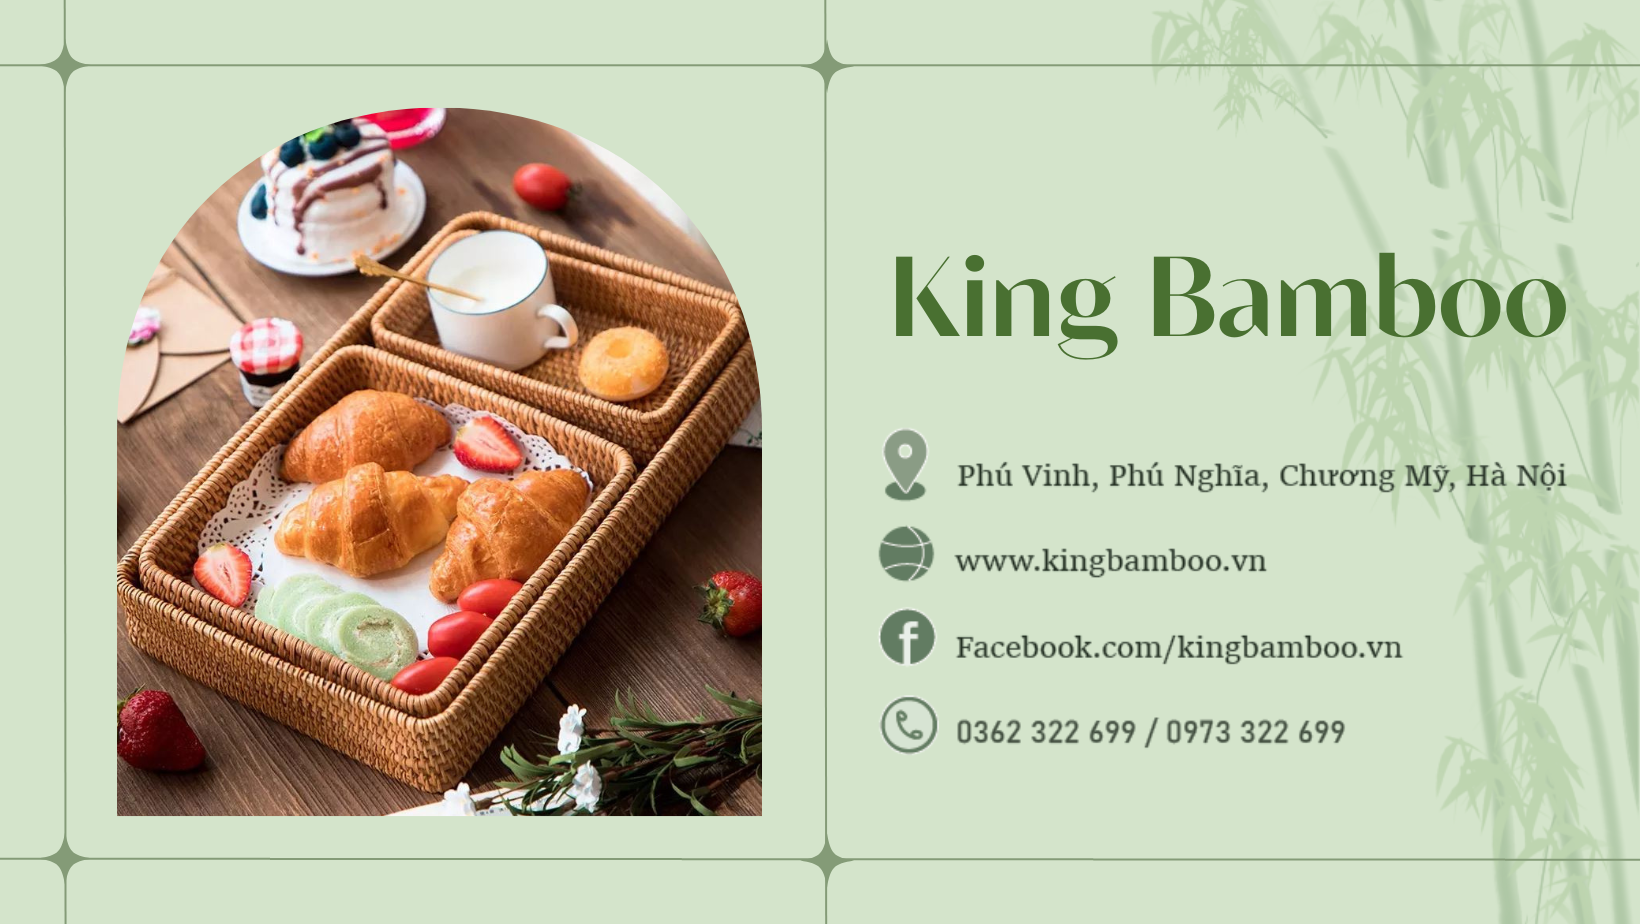 King Bamboo
Phú Vinh, Phú Nghĩa, Chương Mỹ, Hà Nội
www.kingbamboo.vn
Facebook.com/kingbamboo.vn
0362 322 699 / 0973 322 699